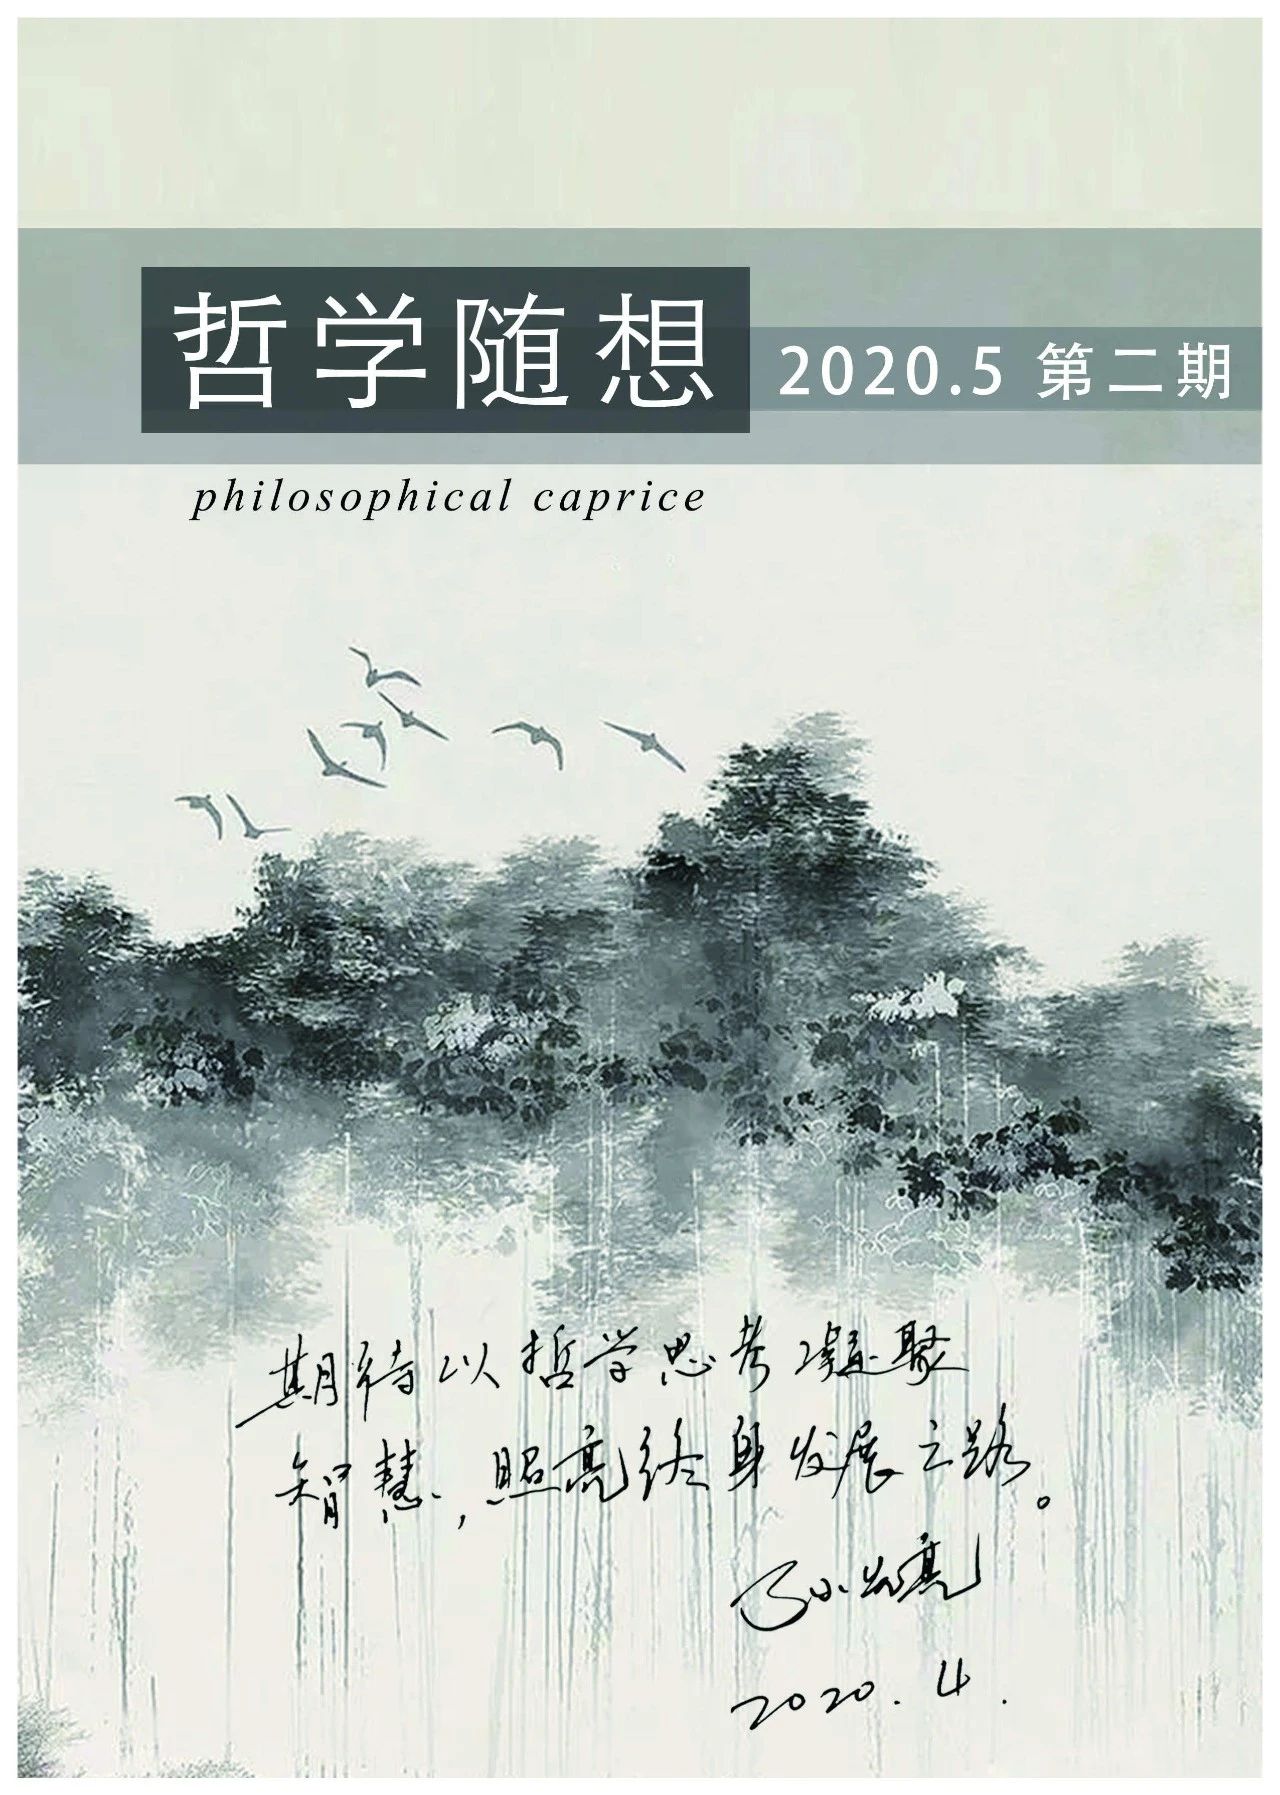 哲学随想
2020.5 第二期
philosophical caprice
期待以哲学思考凝聚
智慧，照亮终身发展之路。
2020.4.